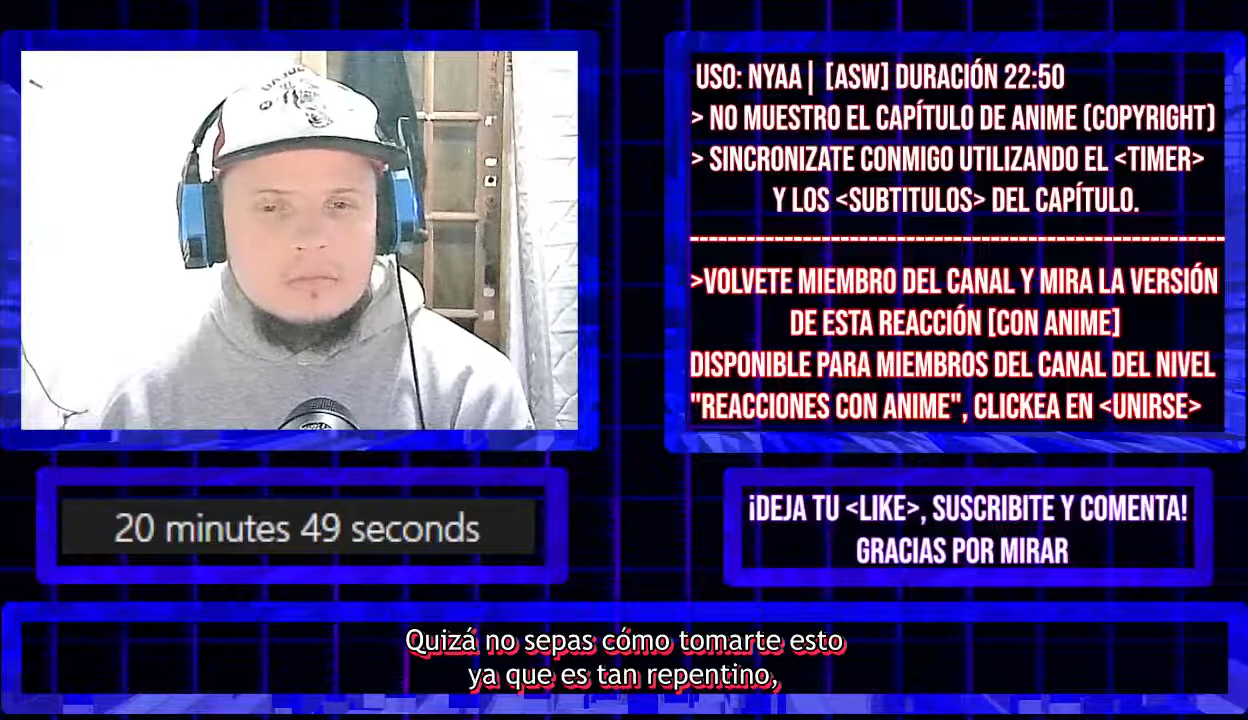 USO: NYAA| [ASW] DURACIÓN 22:50
> NO MUESTRO EL CAPÍTULO DE ANIME (COPYRIGHT)
> SINCRONIZATE CONMIGO UTILIZANDO EL <TIMER>
Y LOS <SUBTITULOS> DEL CAPÍTULO.
>VOLVETE MIEMBRO DEL CANAL Y MIRA LA VERSIÓN
DE ESTA REACCIÓN [CON ANIME]
DISPONIBLE PARA MIEMBROS DEL CANAL DEL NIVEL
"REACCIONES CON ANIME", CLICKEA EN <UNIRSE>
20 minutes 49 seconds
¡DEJA TU <LIKE>, SUSCRIBITE Y COMENTA!
GRACIAS POR MIRAR
Quizá no sepas cómo tomarte esto
ya que es tan repentino,